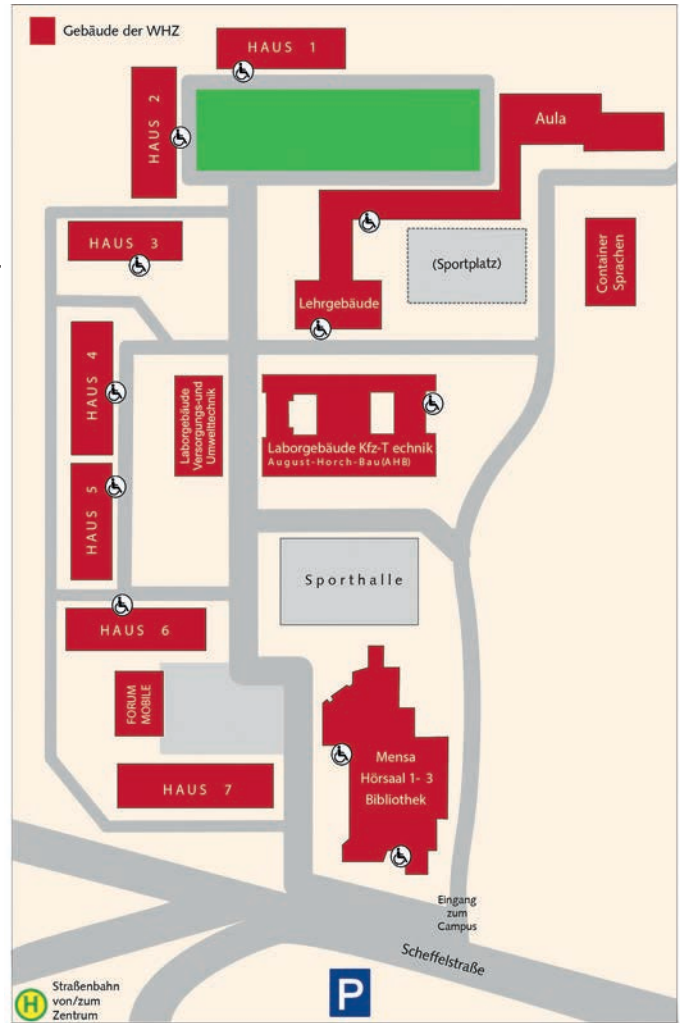 Gebäude der WHZ
HAUS 1
HAUS 2
Aula
HAUS 3
(Sportplatz)
Container
Sprachen
Lehrgebäude
HAUS 4
Laborgebäude
Versorgungs-und
Umwelttechnik
Laborgebäude Kfz-T echnik
August-Horch-Bau(AHB)
HAUS 5
Sporthalle
HAUS 6
FORUM
MOBILE
Mensa
Hörsaal 1- 3
Bibliothek
HAUS 7
Eingang
zum
Campus
Scheffelstraße
H
Straßenbahn
von/zum
Zentrum
P